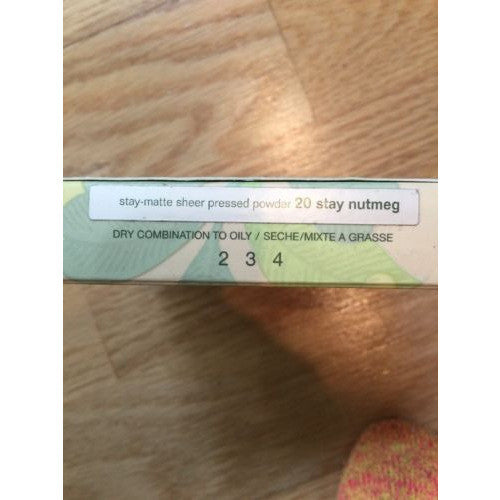 stay-matte sheer pressed powder 20 stay nutmeg
DRY COMBINATION TO OILY / SECHE/MIXTE A GRASSE
2 3 4